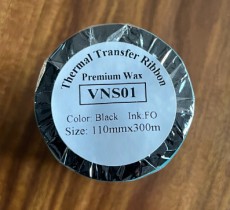 Thermal Transfer Ribbon
Premium Wax
VNS01
Color: Black Ink:FO
Size: 110mmx300m